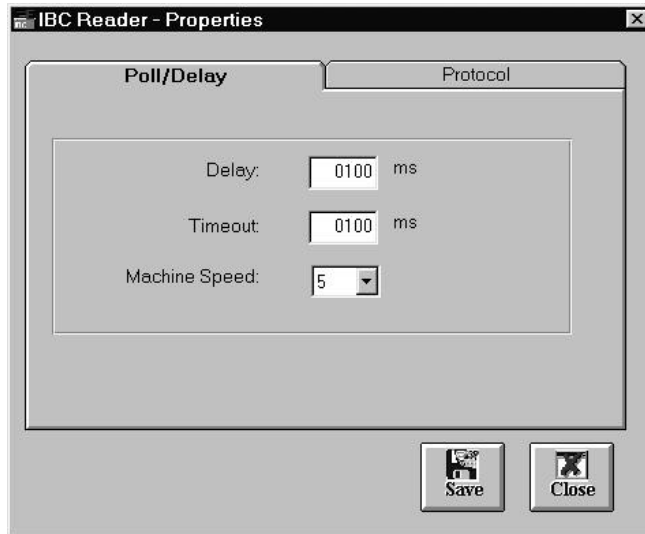 IBC Reader - Properties
Poll/Delay
Protocol
Delay: 0100 ms
Timeout: 0100 ms
Machine Speed: 5
Save
Close